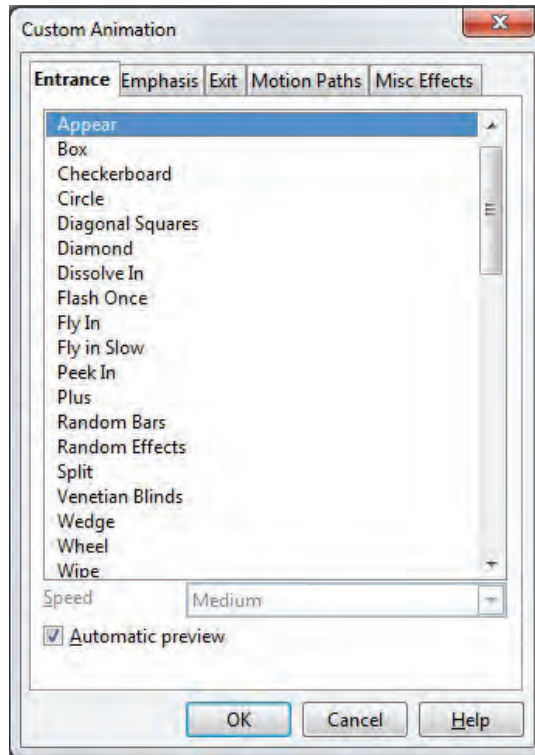 Custom Animation
Entrance Emphasis Exit Motion Paths Misc Effects
Appear
Box
Checkerboard
Circle
Diagonal Squares
Diamond
Dissolve In
Flash Once
Fly In
Fly in Slow
Peek In
Plus
Random Bars
Random Effects
Split
Venetian Blinds
Wedge
Wheel
Wipe
Speed Medium
Automatic preview
OK Cancel Help